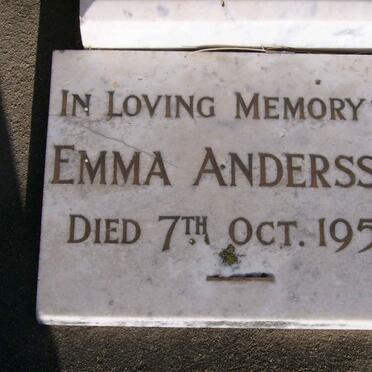 IN LOVING MEMORY
EMMA ANDERSS
DIED 7TH OCT. 195